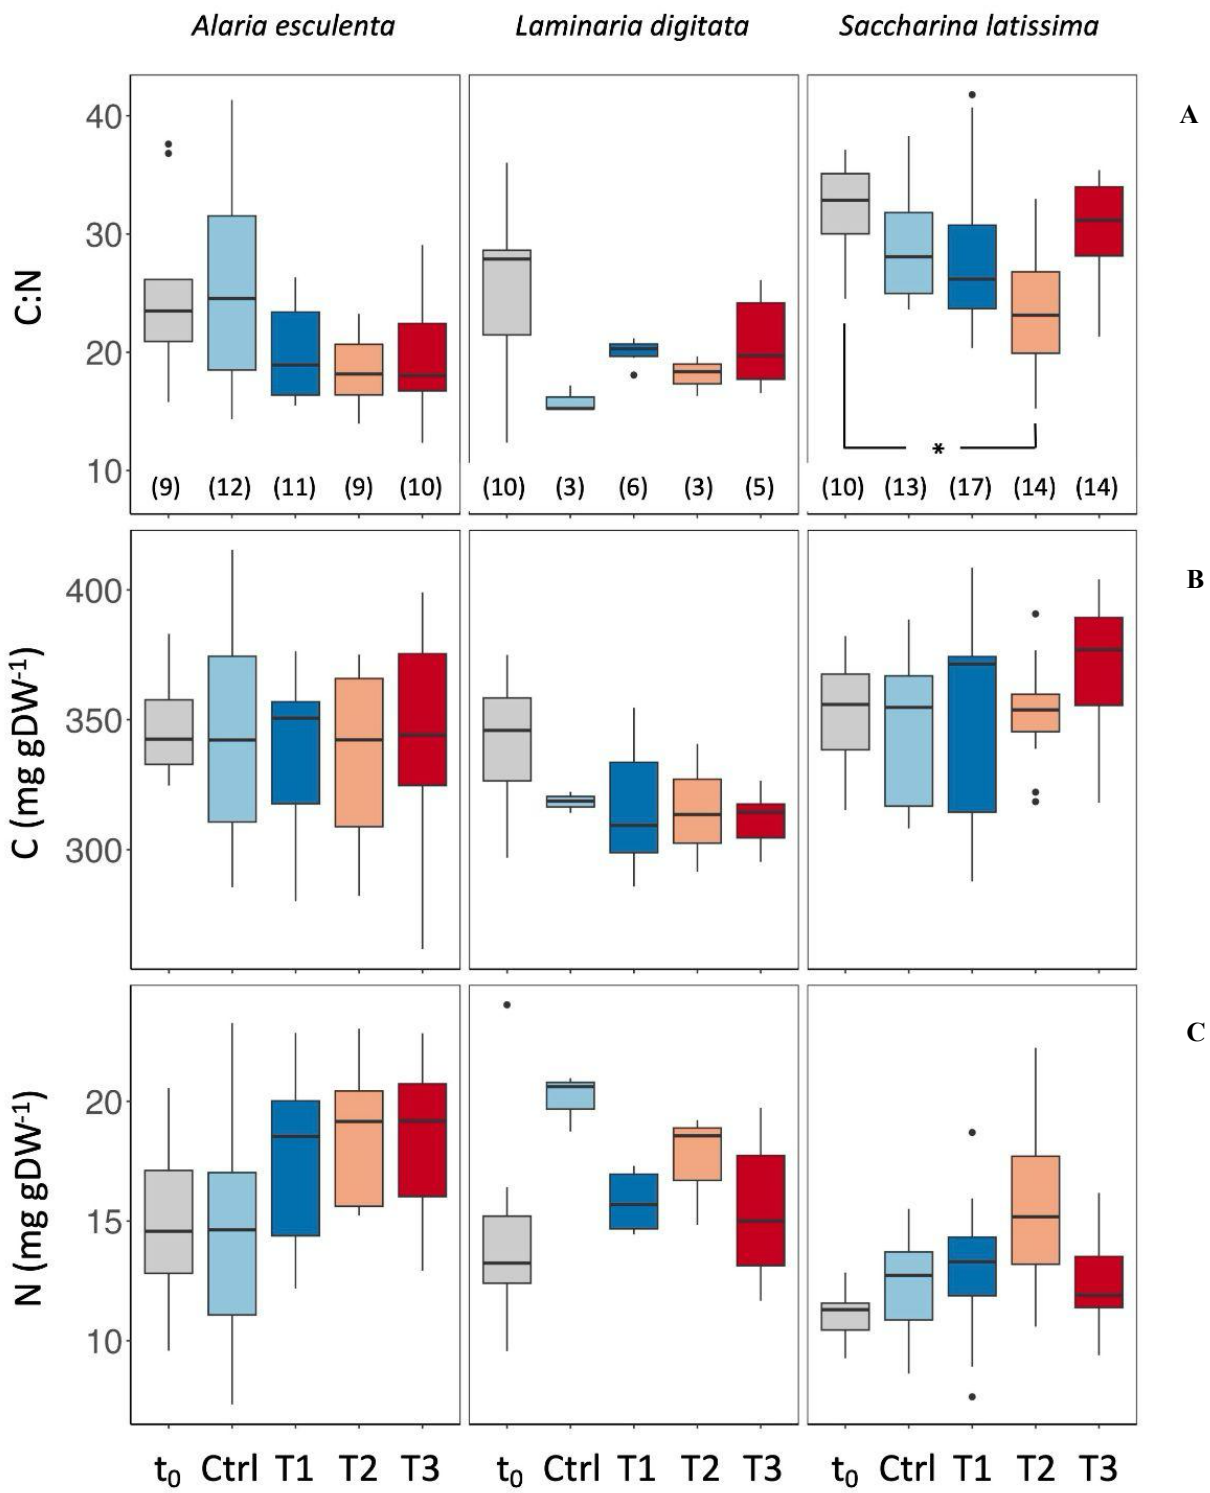 Alaria esculenta Laminaria digitata Saccharina latissima
A
C:N
40
30
20
10
*
(9) (12) (11) (9) (10) (10) (3) (6) (3) (5) (10) (13) (17) (14) (14)
B
C (mg gDW-1)
400
350
300
C
N (mg gDW-1)
20
15
10
t0 Ctrl T1 T2 T3 t0 Ctrl T1 T2 T3 t0 Ctrl T1 T2 T3